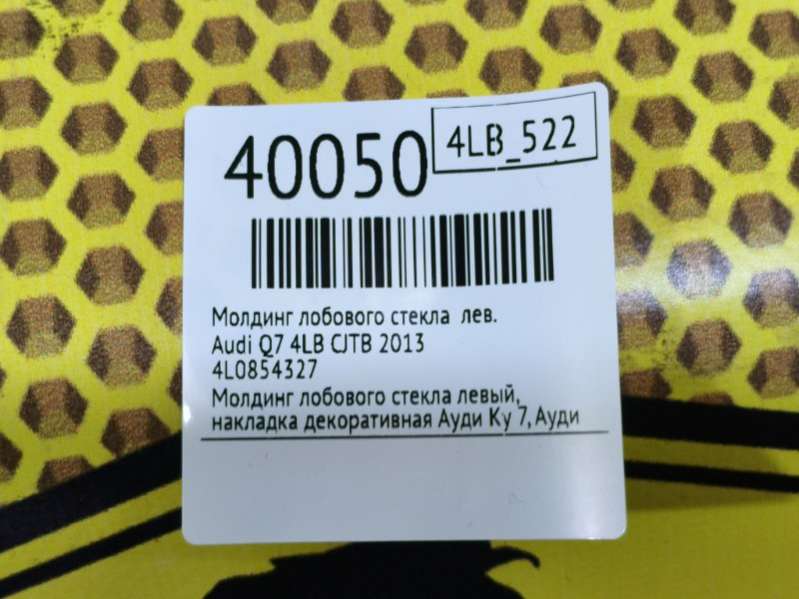 40050
4LB_522
Молдинг лобового стекла лев.
Audi Q7 4LB CJTB 2013
4L0854327
Молдинг лобового стекла левый,
накладка декоративная Ауди Ку 7, Ауди